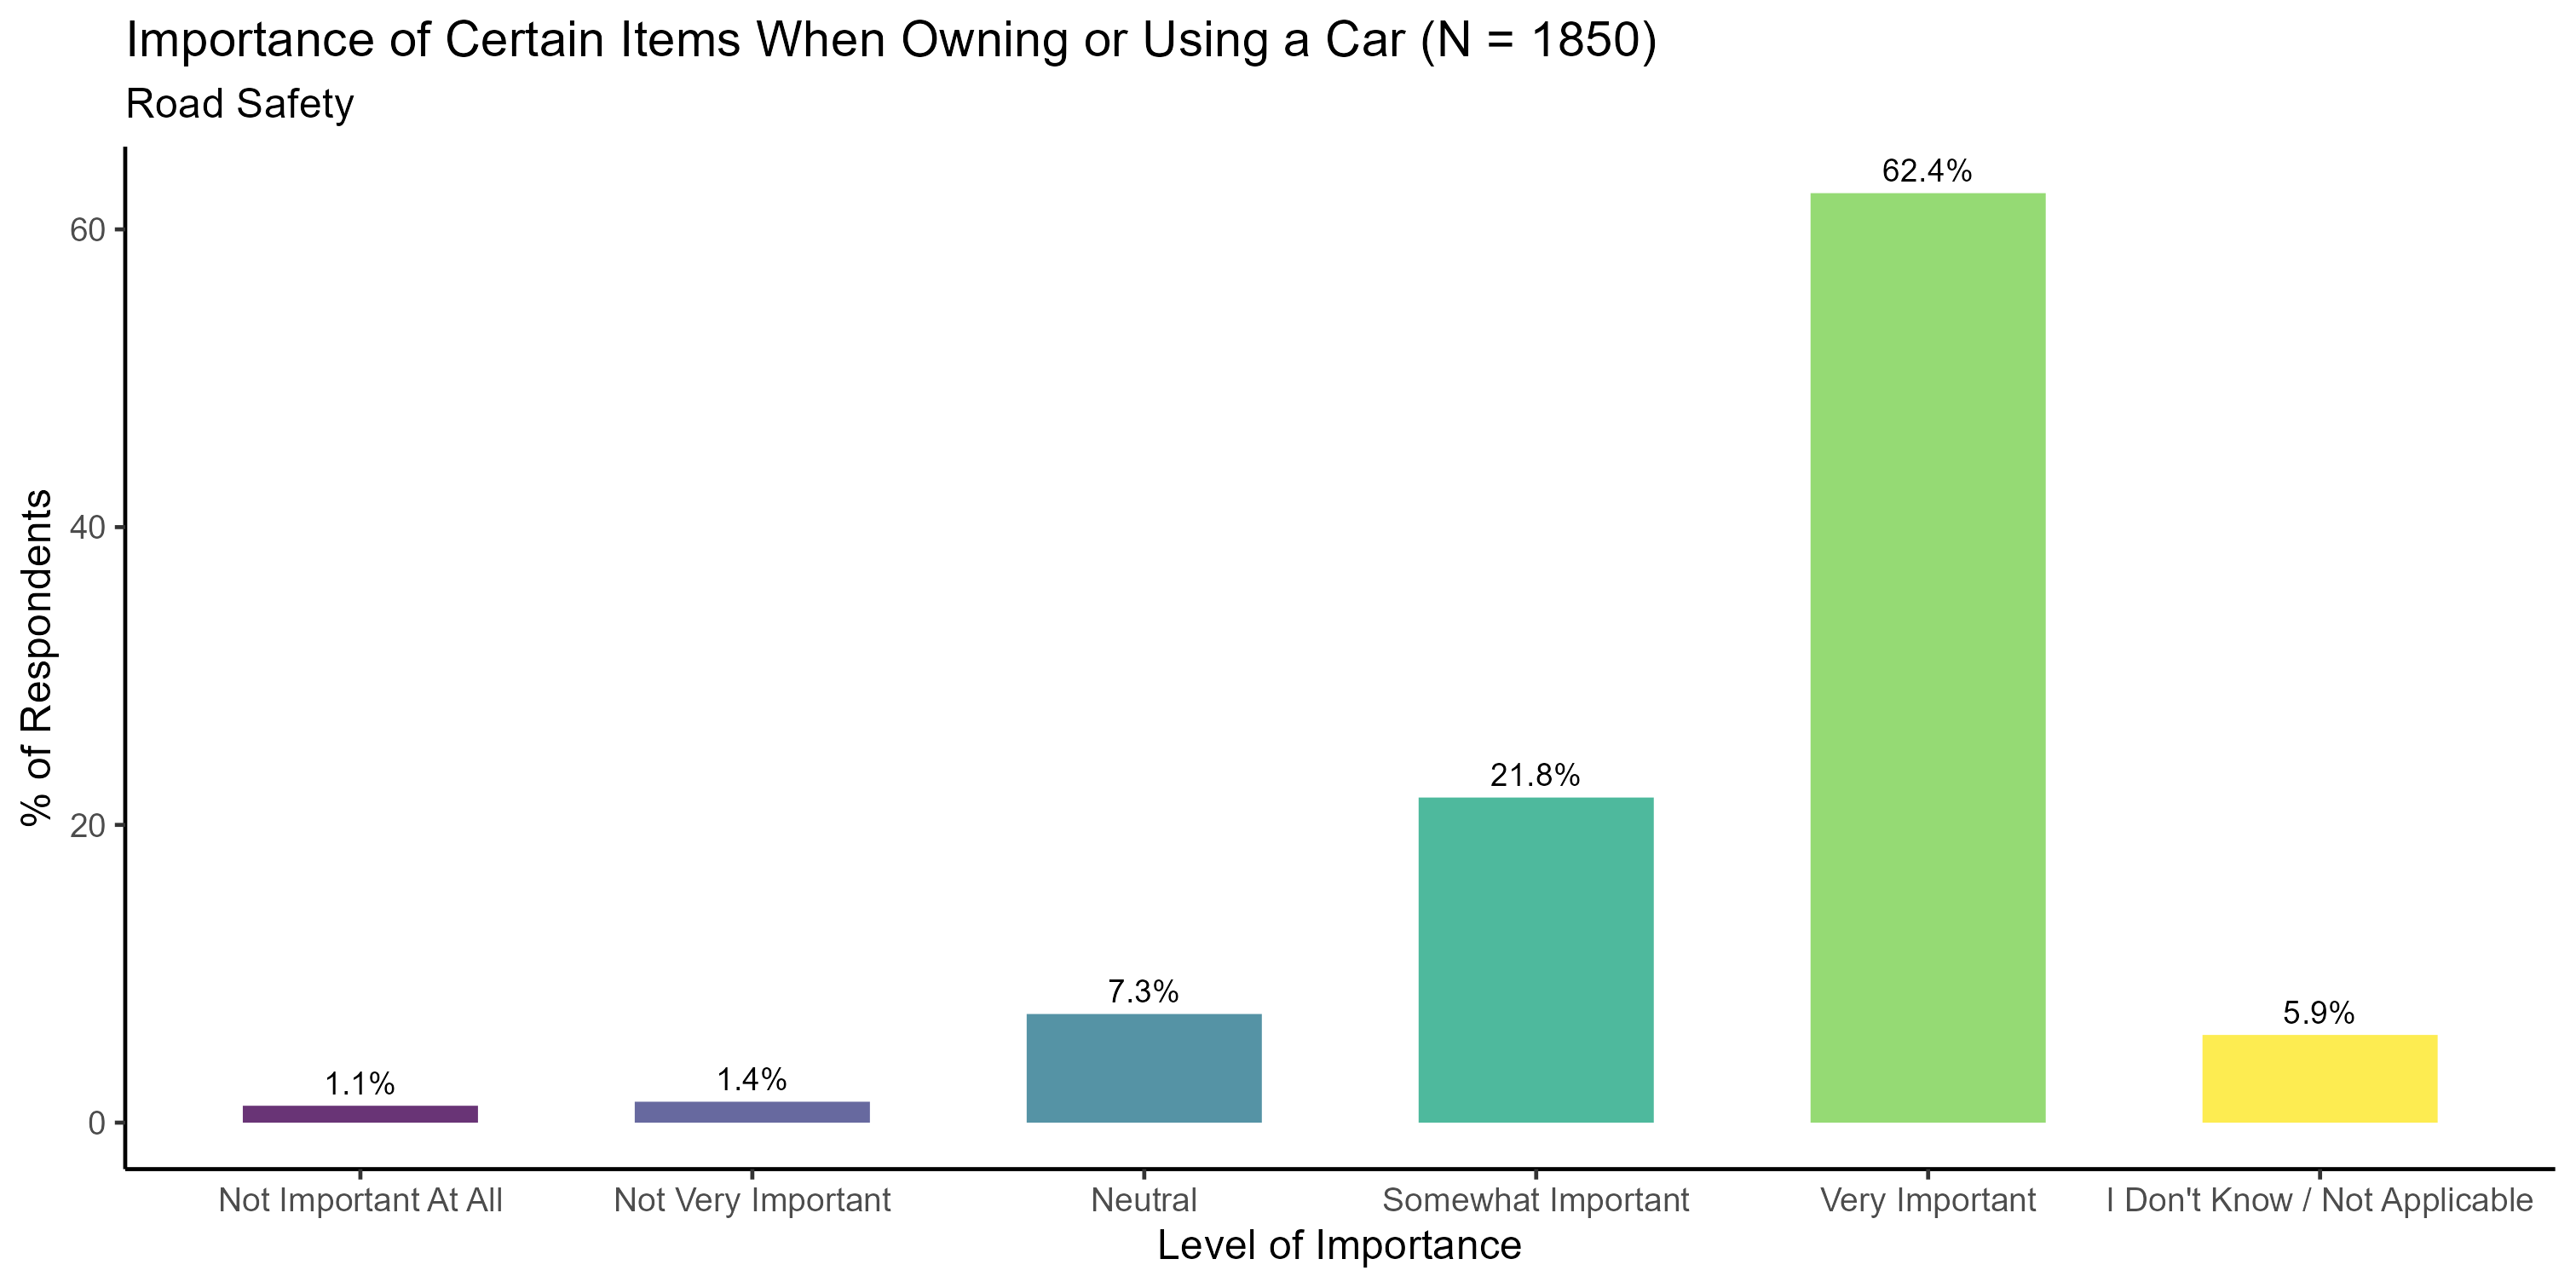 Importance of Certain Items When Owning or Using a Car (N = 1850)
Road Safety
% of Respondents
60
40
20
0
1.1%
1.4%
7.3%
21.8%
62.4%
5.9%
Not Important At All
Not Very Important
Neutral
Somewhat Important
Very Important
I Don't Know / Not Applicable
Level of Importance